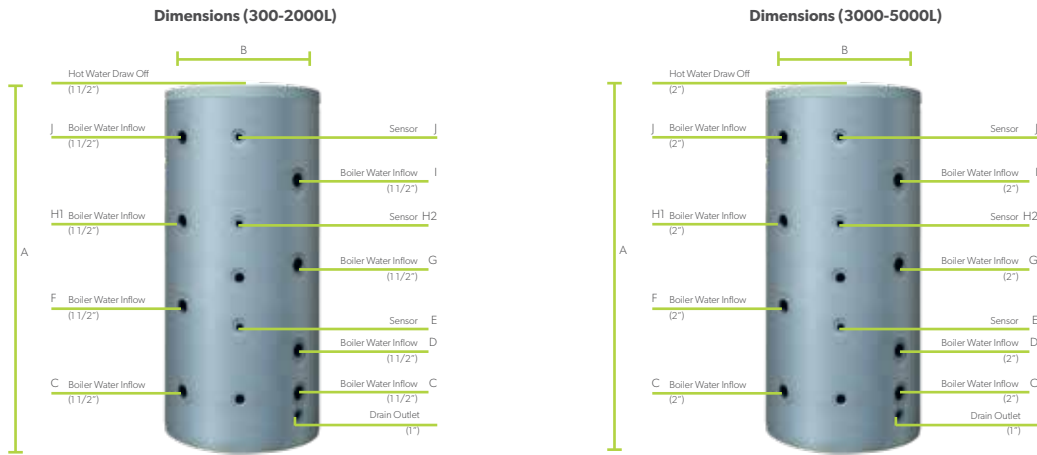 Dimensions (300-2000L)
B
Hot Water Draw Off
(1 1/2”)
J Boiler Water Inflow
(1 1/2”)
Sensor J
Boiler Water Inflow I
(1 1/2”)
H1 Boiler Water Inflow
(1 1/2”)
Sensor H2
A
Boiler Water Inflow G
(1 1/2”)
F Boiler Water Inflow
(1 1/2”)
Sensor E
Boiler Water Inflow D
(1 1/2”)
C Boiler Water Inflow
(1 1/2”)
Boiler Water Inflow C
(1 1/2”)
Drain Outlet
(1”)
Dimensions (3000-5000L)
B
Hot Water Draw Off
(2”)
J Boiler Water Inflow
(2”)
Sensor J
Boiler Water Inflow I
(2”)
H1 Boiler Water Inflow
(2”)
Sensor H2
A
Boiler Water Inflow G
(2”)
F Boiler Water Inflow
(2”)
Sensor E
Boiler Water Inflow D
(2”)
C Boiler Water Inflow
(2”)
Boiler Water Inflow C
(2”)
Drain Outlet
(1”)